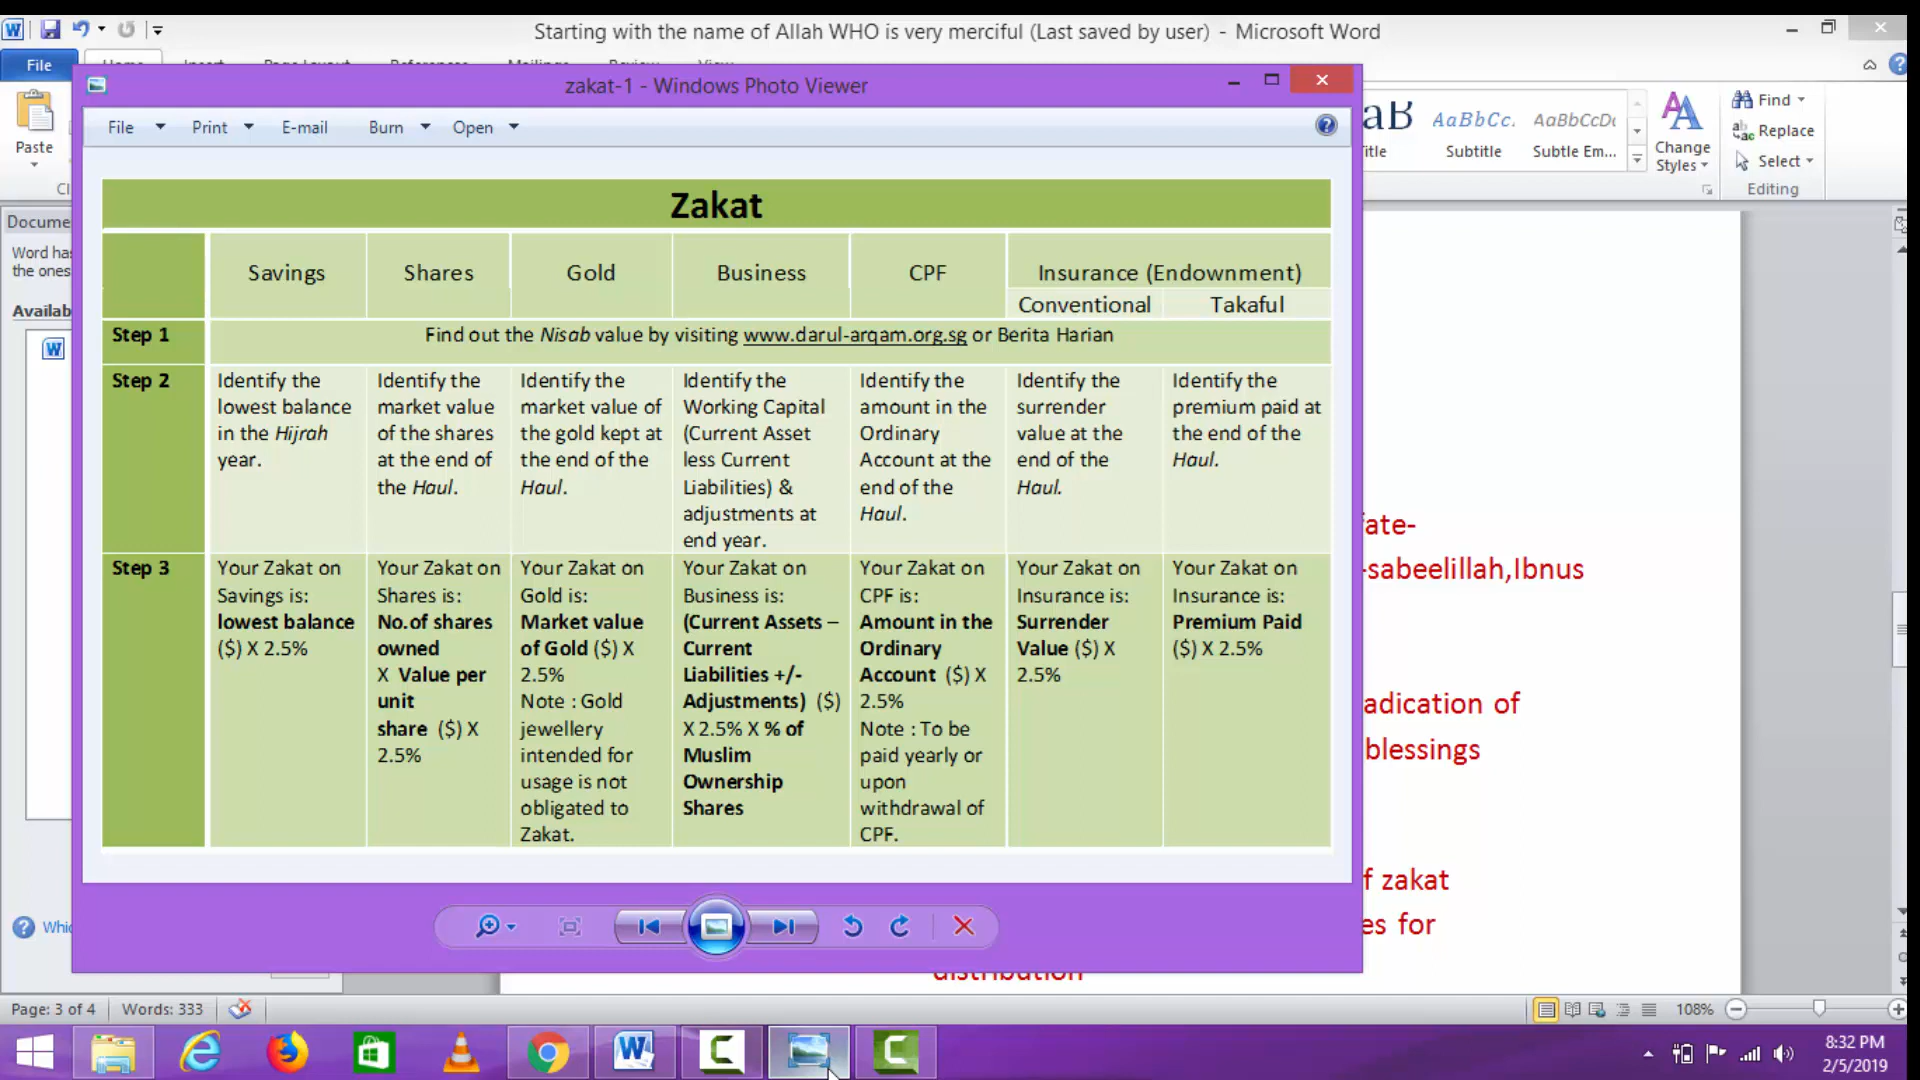 Starting with the name of Allah WHO is very merciful (Last saved by user) - Microsoft Word
File
zakat-1 - Windows Photo Viewer
File Print E-mail Burn Open
Paste
Subtitle
Subtle Em...
Change
Styles
Find
Replace
Select
Editing
AaBbCc.
AaBbCcDc
Word has
the ones
Zakat
Savings
Shares
Gold
Business
CPF
Insurance (Endownment)
Conventional
Takaful
Step 1
Find out the Nisab value by visiting www.darul-arqam.org.sg or Berita Harian
Step 2
Identify the
lowest balance
in the Hijrah
year.
Identify the
market value
of the shares
at the end of
the Haul.
Identify the
market value of
the gold kept at
the end of the
Haul.
Identify the
Working Capital
(Current Asset
less Current
Liabilities) &
adjustments at
end year.
Identify the
amount in the
Ordinary
Account at the
end of the
Haul.
Identify the
surrender
value at the
end of the
Haul.
Identify the
premium paid at
the end of the
Haul.
Step 3
Your Zakat on
Savings is:
lowest balance
($) X 2.5%
Your Zakat on
Shares is:
No.of shares
owned
X Value per
unit
share ($) X
2.5%
Your Zakat on
Gold is:
Market value
of Gold ($) X
2.5%
Note : Gold
jewellery
intended for
usage is not
obligated to
Zakat.
Your Zakat on
Business is:
(Current Assets –
Current
Liabilities +/-
Adjustments) ($)
X 2.5% X % of
Muslim
Ownership
Shares
Your Zakat on
CPF is:
Amount in the
Ordinary
Account ($) X
2.5%
Note : To be
paid yearly or
upon
withdrawal of
CPF.
Your Zakat on
Insurance is:
Surrender
Value ($) X
2.5%
Your Zakat on
Insurance is:
Premium Paid
($) X 2.5%
-sabeelillah,Ibnus
adication of
blessings
f zakat
es for
distribution
Page: 3 of 4 Words: 333
108%
8:32 PM
2/5/2019